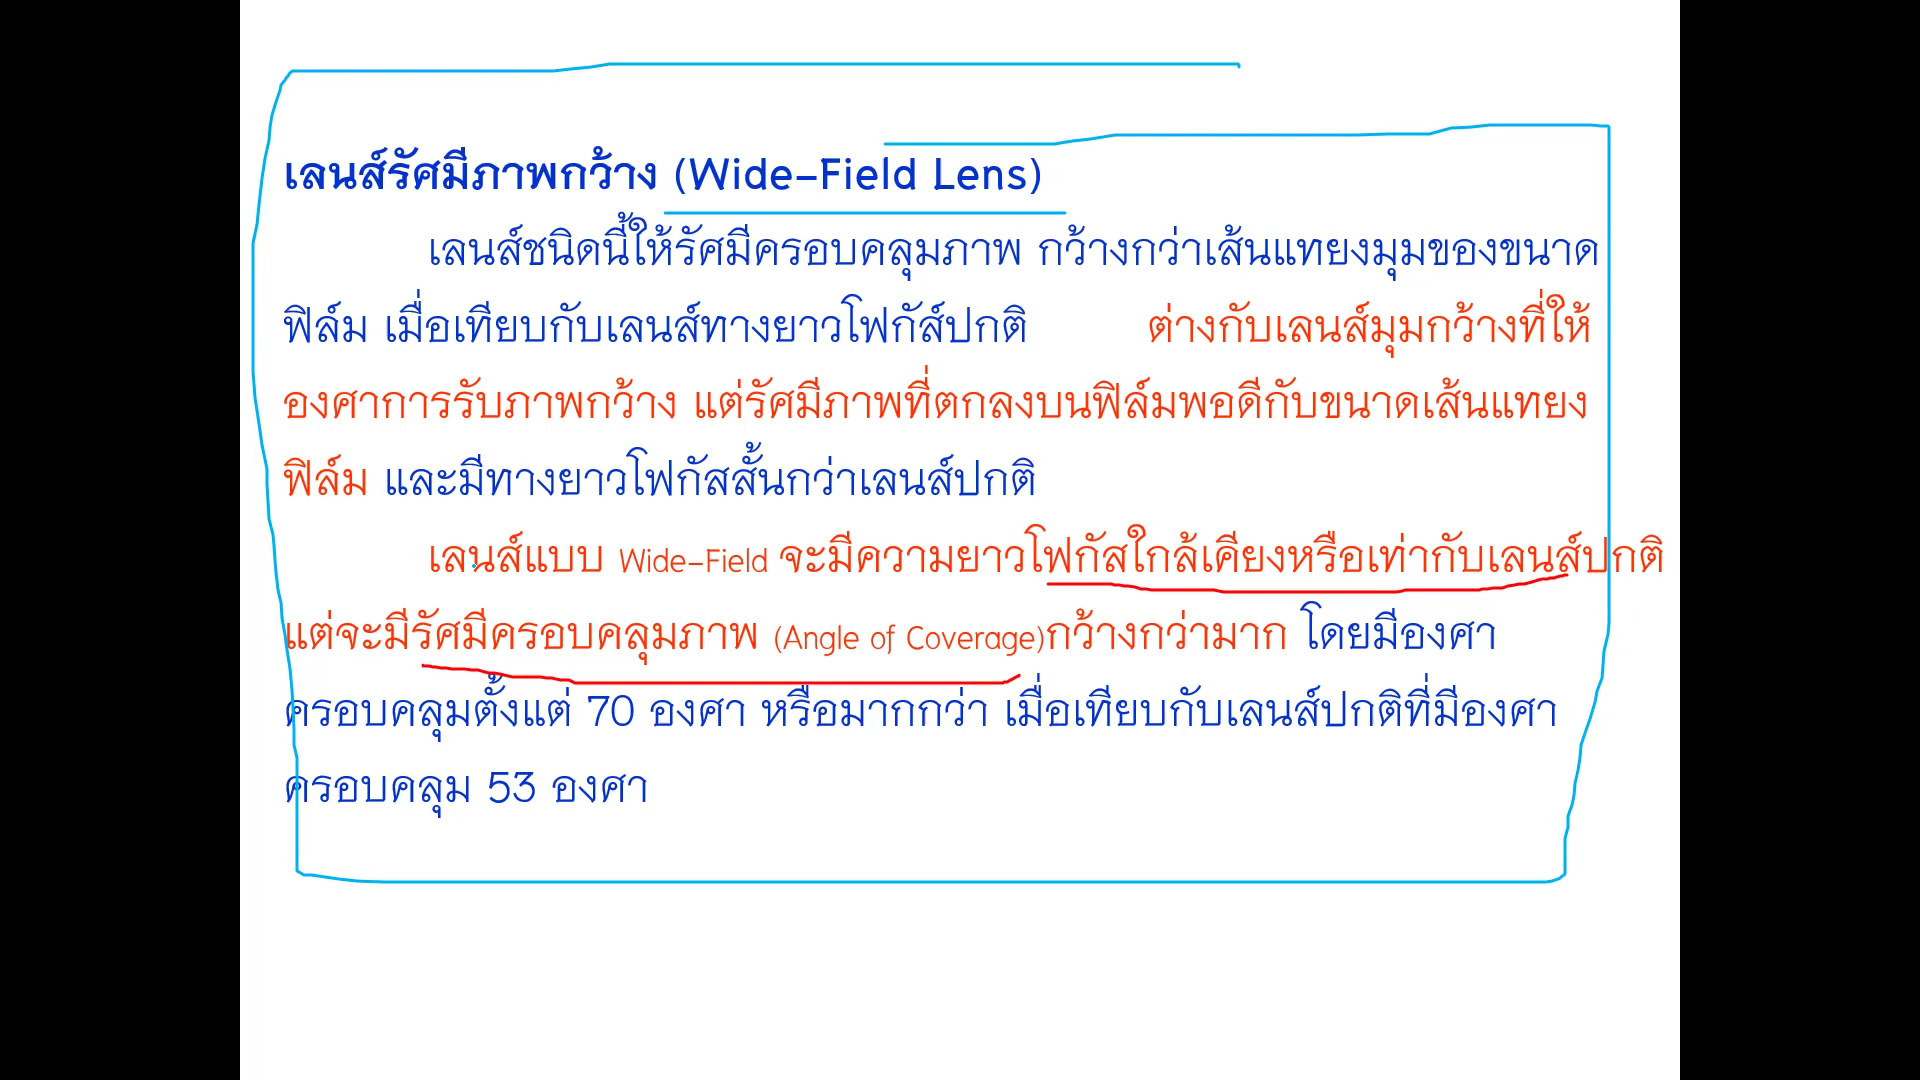 เลนส์รัศมีภาพกว้าง (Wide-Field Lens)
เลนส์ชนิดนี้ให้รัศมีครอบคลุมภาพ กว้างกว่าเส้นแทยงมุมของขนาด
ฟิล์ม เมื่อเทียบกับเลนส์ทางยาวโฟกัส์ปกติ ต่างกับเลนส์มุมกว้างที่ให้
องศาการรับภาพกว้าง แต่รัศมีภาพที่ตกลงบนฟิล์มพอดีกับขนาดเส้นแทยง
ฟิล์ม และมีทางยาวโฟกัสสั้นกว่าเลนส์ปกติ
เลนส์แบบ Wide-Field จะมีความยาวโฟกัสใกล้เคียงหรือเท่ากับเลนส์ปกติ
แต่จะมีรัศมีครอบคลุมภาพ (Angle of Coverage)กว้างกว่ามาก โดยมีองศา
ครอบคลุมตั้งแต่ 70 องศา หรือมากกว่า เมื่อเทียบกับเลนส์ปกติที่มีองศา
ครอบคลุม 53 องศา